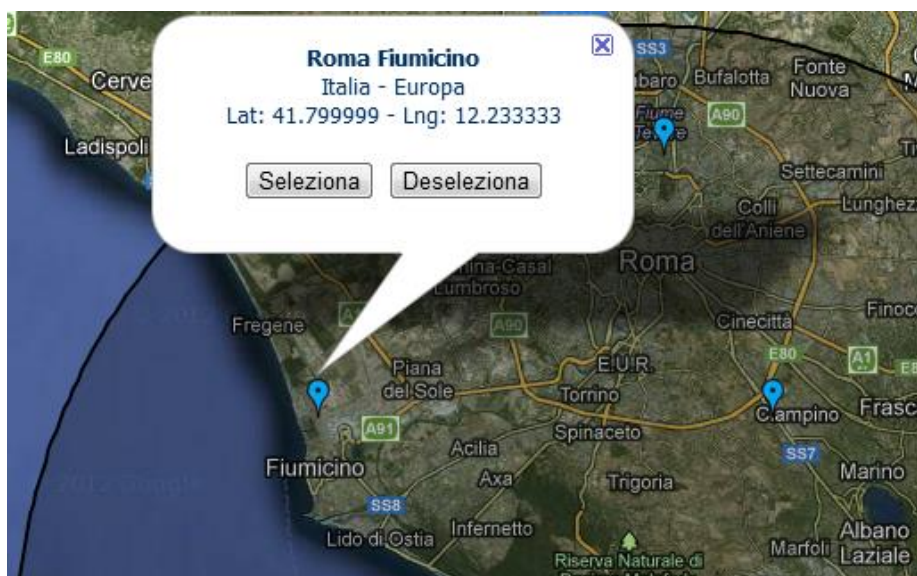 Roma Fiumicino
Italia - Europa
Lat: 41.799999 - Lng: 12.233333
Seleziona Deseleziona
E80
Cerve
Ladispoli
SS3
Bufalotta
Fonte
Nuova
A90
Fiume
Settecamini
Colli
dell'Aniene
Lunghez
Roma
Lumbroso
Fregene
A90
Cinecittà
Finoc
Piana
del Sole
E.U.R.
E80
A1
Torrino
Ciampino
Frasc
A91
Spinaceto
Acilia
SS7
Fiumicino
Axa
Trigoria
Marino
SS8
Lido di Ostia
Infernetto
Albano
Laziale
Marfoli
Riserva Naturale di